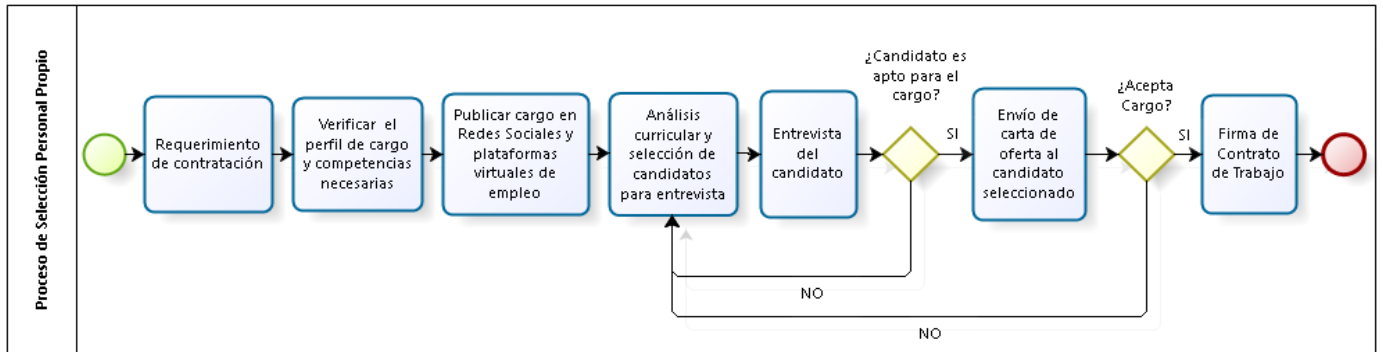 Proceso de Selección Personal Propio
Requerimiento
de contratación
Verificar el
perfil de cargo
y competencias
necesarias
Publicar cargo en
Redes Sociales y
plataformas
virtuales de
empleo
Análisis
curricular y
selección de
candidatos
para entrevista
Entrevista
del
candidato
¿Candidato es
apto para el
cargo?
SI
NO
Envío de
carta de
oferta al
candidato
seleccionado
¿Acepta
Cargo?
SI
NO
Firma de
Contrato
de Trabajo